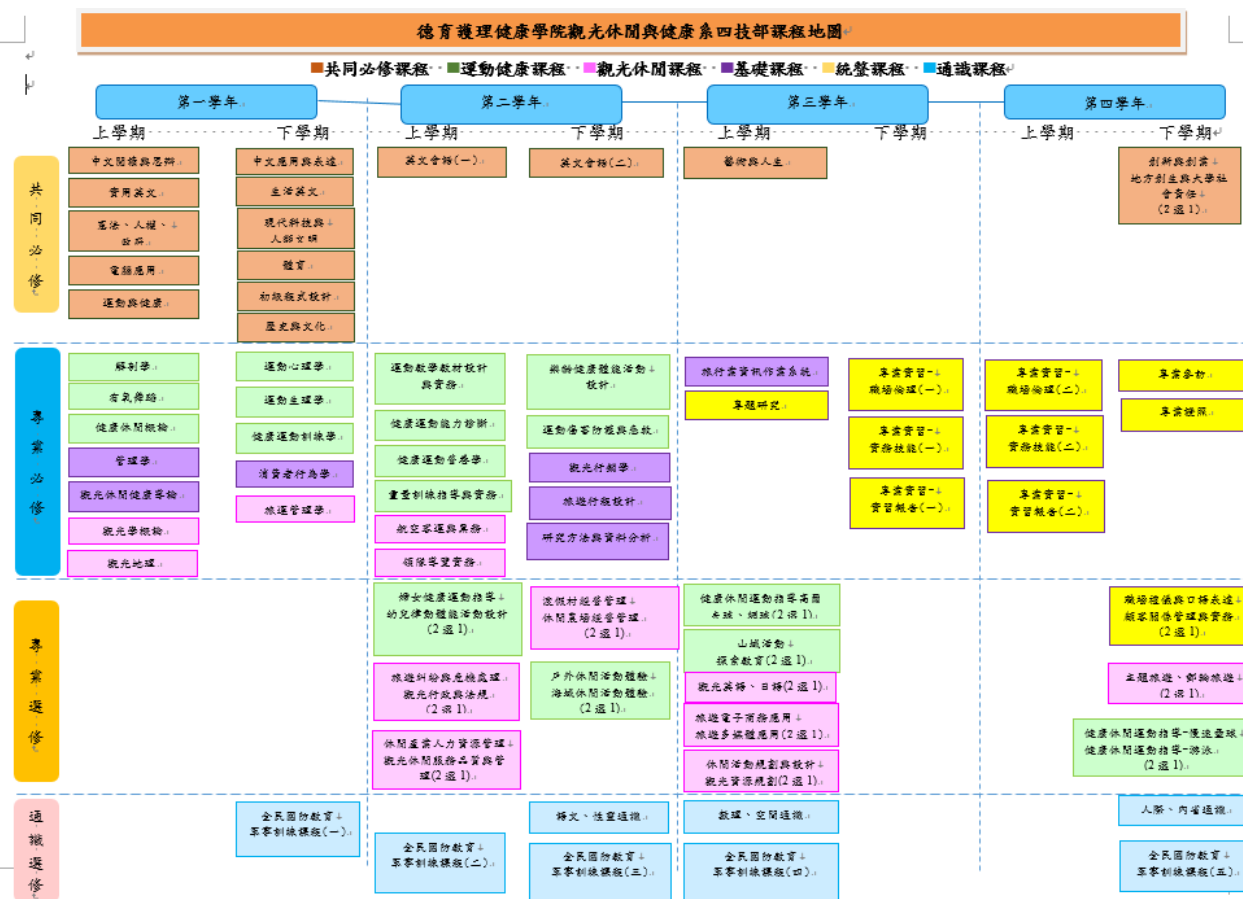 德育護理健康學院觀光休閒與健康系四技部課程地圖
■共同必修課程 ■運動健康課程 ■觀光休閒課程 ■基礎課程 ■統整課程 ■通識課程
第一學年 第二學年 第三學年 第四學年
上學期 下學期 上學期 下學期 上學期 下學期 上學期 下學期
共同必修
中文閱讀與思辨
實用英文
憲法、人權、
政府
電腦應用
運動與健康
中文應用與表達
生活英文
現代科技與
人類文明
體育
初級程式設計
歷史與文化
英文會話(一)
英文會話(二)
藝術與人生
創新與創業
地方創生與大學社
會責任
(2選1)
專業必修
解剖學
有氧舞蹈
健康休閒概論
管理學
觀光休閒健康導論
觀光學概論
觀光地理
運動心理學
運動生理學
健康運動訓練學
消費者行為學
旅運管理學
運動教學教材設計
與實務
健康運動能力診斷
健康運動營養學
重量訓練指導與實務
航空客運與票務
領隊導覽實務
樂齡健康體能活動
設計
運動傷害防護與急救
觀光行銷學
旅遊行程設計
研究方法與資料分析
旅行業資訊作業系統
專題研究
專業實習-
職場倫理(一)
專業實習-
實務技能(一)
專業實習-
實習報告(一)
專業實習-
職場倫理(二)
專業實習-
實務技能(二)
專業實習-
實習報告(二)
專業參訪
專業證照
專業選修
婦女健康運動指導
幼兒律動體能活動設計
(2選1)
旅遊糾紛與危機處理
觀光行政與法規
(2選1)
休閒產業人力資源管理
觀光休閒服務品質與管
理(2選1)
渡假村經營管理
休閒農場經營管理
(2選1)
戶外休閒活動體驗
海域休閒活動體驗
(2選1)
健康休閒運動指導高爾
夫球、網球(2選1)
山域活動
探索教育(2選1)
觀光英語、日語(2選1)
旅遊電子商務應用
旅遊多媒體應用(2選1)
休閒活動規劃與設計
觀光資源規劃(2選1)
職場禮儀與口語表達
顧客關係管理與實務
(2選1)
主題旅遊、郵輪旅遊
(2選1)
健康休閒運動指導-慢速壘球
健康休閒運動指導-游泳
(2選1)
通識選修
全民國防教育
軍事訓練課程(一)
全民國防教育
軍事訓練課程(二)
語文、性靈通識
全民國防教育
軍事訓練課程(三)
數理、空間通識
全民國防教育
軍事訓練課程(四)
人際、內省通識
全民國防教育
軍事訓練課程(五)